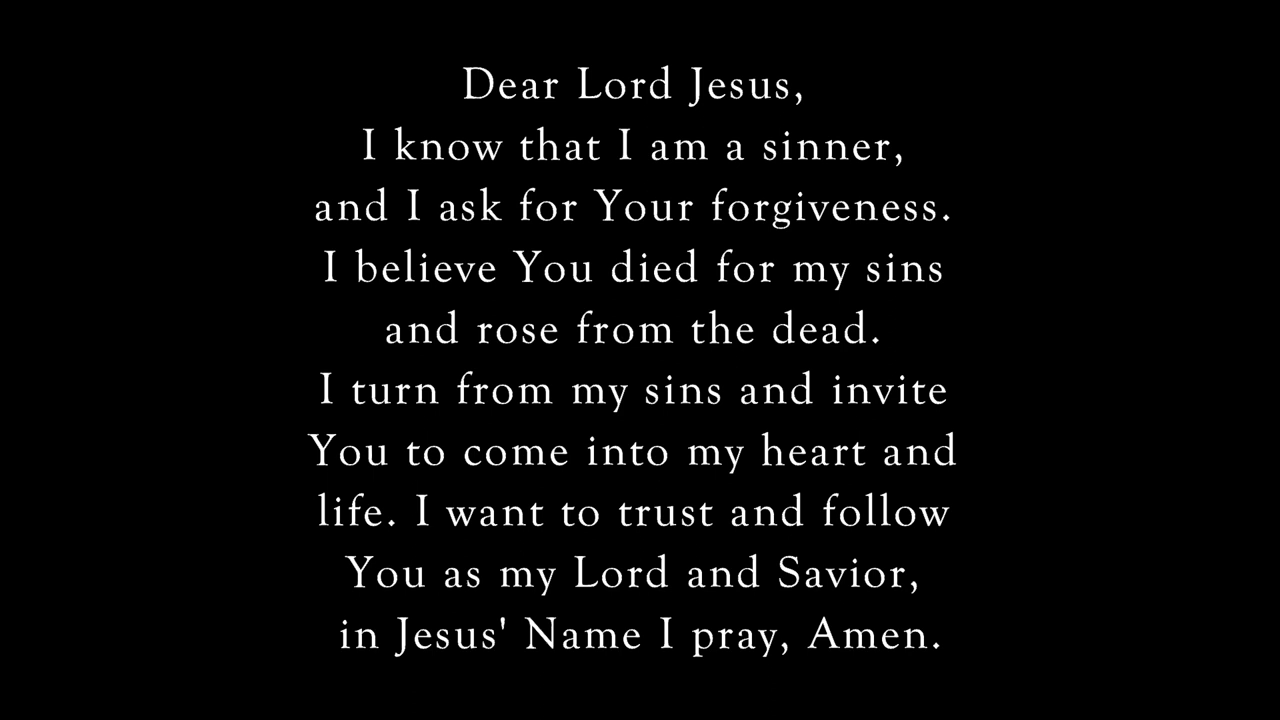 Dear Lord Jesus,
I know that I am a sinner,
and I ask for Your forgiveness.
I believe You died for my sins
and rose from the dead.
I turn from my sins and invite
You to come into my heart and
life. I want to trust and follow
You as my Lord and Savior,
in Jesus' Name I pray, Amen.